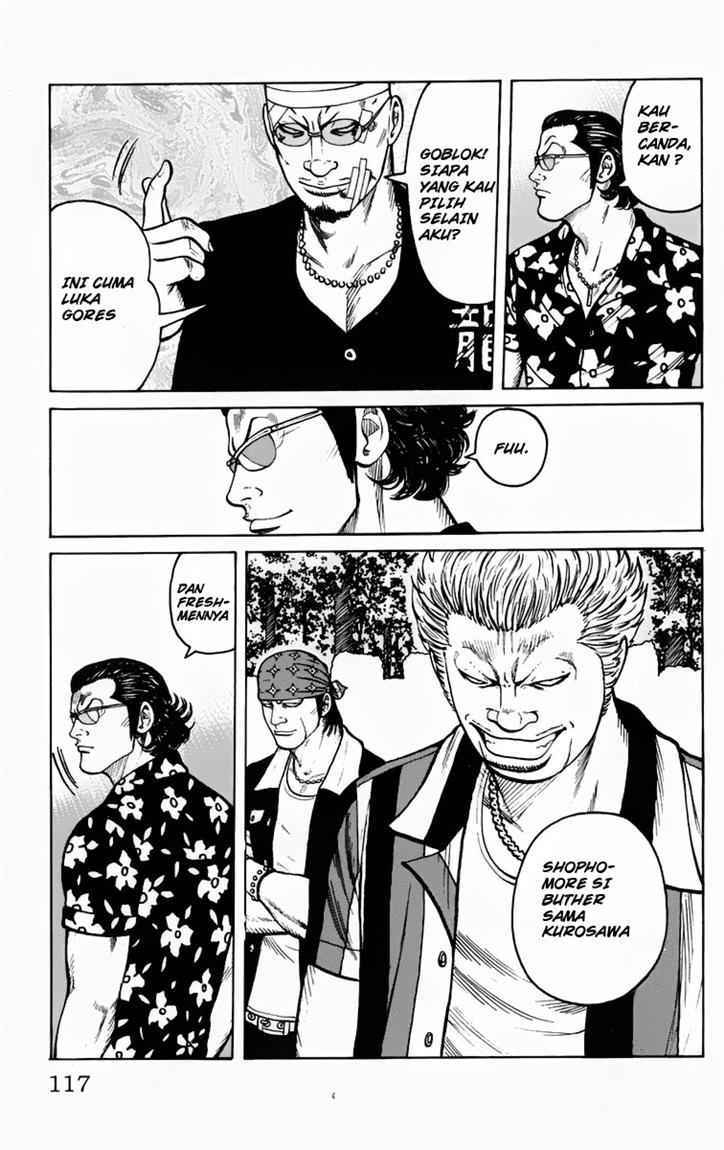 KAU
BER-
CANDA,
KAN ?
GOBLOK!
SIAPA
YANG KAU
PILIH
SELAIN
AKU?
INI CUMA
LUKA
GORES
龍
FUU.
SHOPHO-
MORE SI
BUTHER
SAMA
KUROSAWA
DAN
FRESH-
MENNYA
117